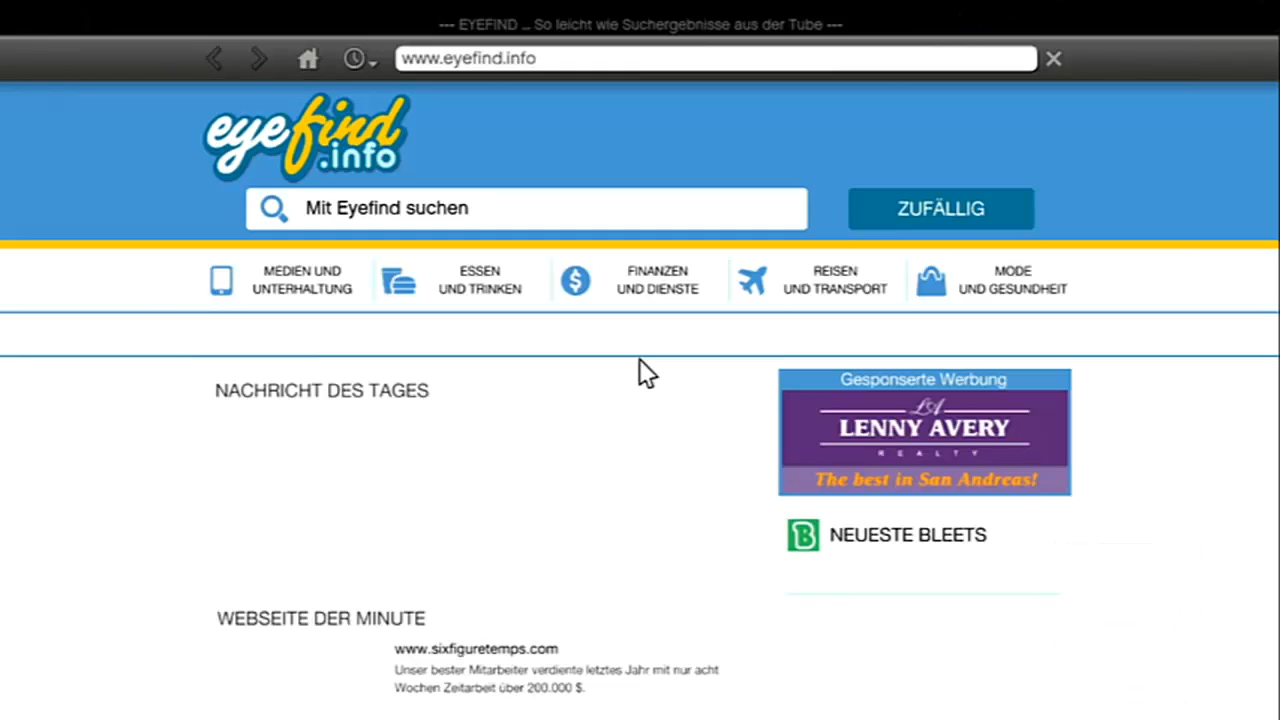 --- EYEFIND ... So leicht wie Suchergebnisse aus der Tube ---
www.eyefind.info
eyefind
.info
Mit Eyefind suchen
ZUFÄLLIG
MEDIEN UND
UNTERHALTUNG
ESSEN
UND TRINKEN
FINANZEN
UND DIENSTE
REISEN
UND TRANSPORT
MODE
UND GESUNDHEIT
NACHRICHT DES TAGES
Gesponserte Werbung
LA
LENNY AVERY
REALTY
The best in San Andreas!
B
NEUESTE BLEETS
WEBSEITE DER MINUTE
www.sixfiguretemps.com
Unser bester Mitarbeiter verdiente letztes Jahr mit nur acht
Wochen Zeitarbeit über 200.000 $.